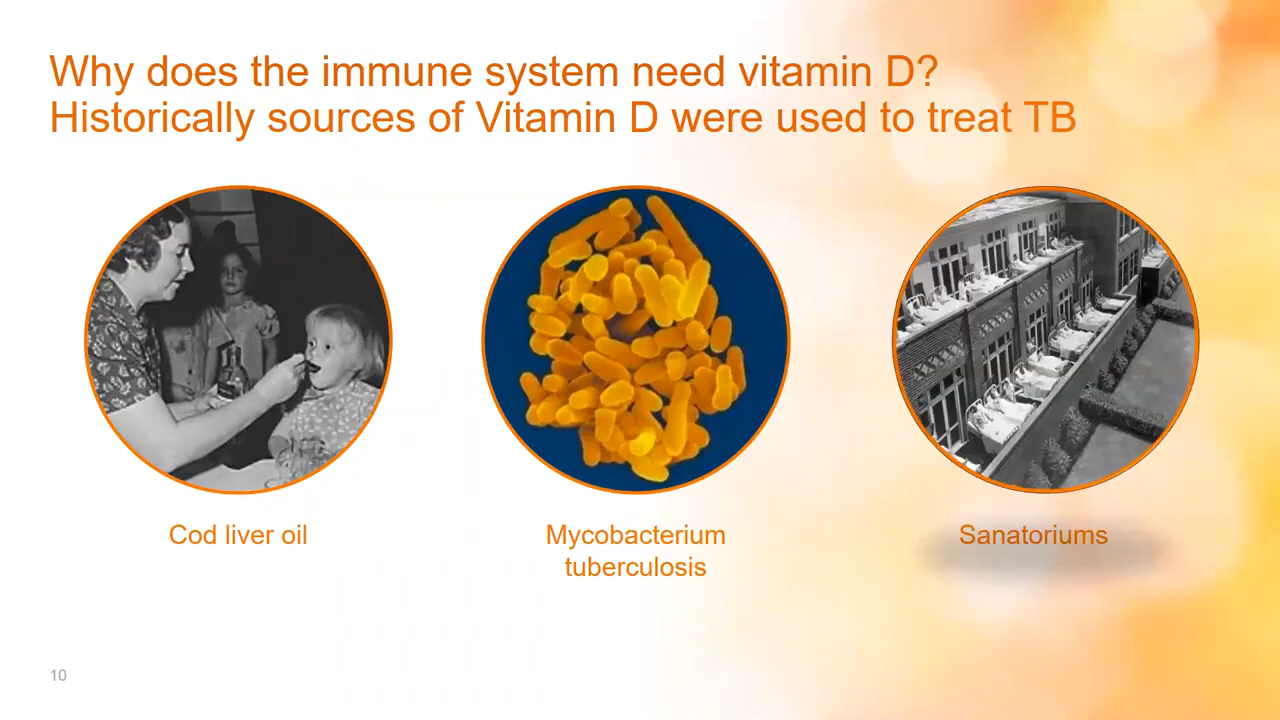 Why does the immune system need vitamin D?
Historically sources of Vitamin D were used to treat TB
Cod liver oil
Mycobacterium
tuberculosis
Sanatoriums
10